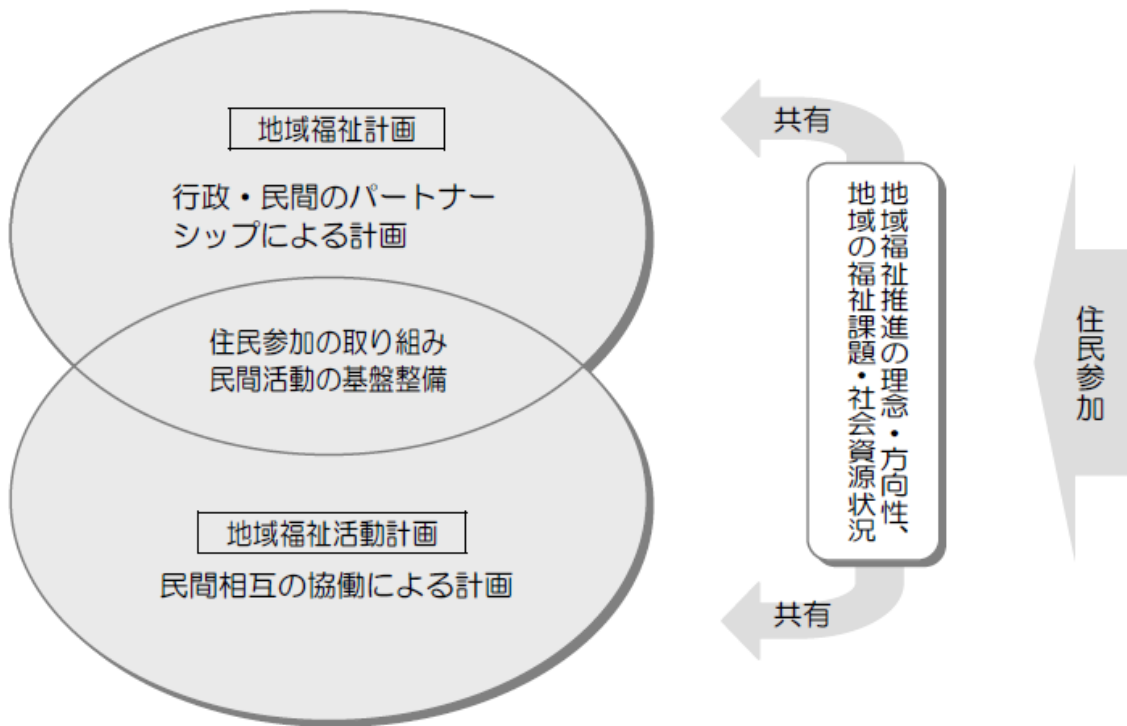 地域福祉計画
行政・民間のパートナー
シップによる計画
住民参加の取り組み
民間活動の基盤整備
地域福祉活動計画
民間相互の協働による計画
共有
地域福祉推進の理念・方向性、
地域の福祉課題・社会資源状況
共有
住民参加